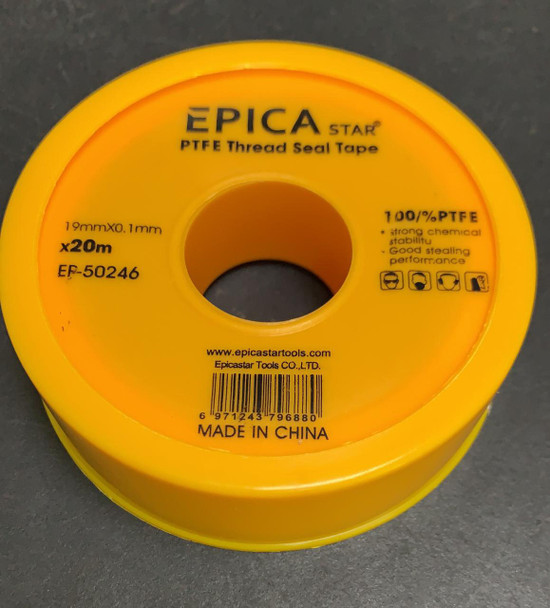 EPICA STAR®
PTFE Thread Seal Tape
19mmX0.1mm
x20m
EP-50246
100/%PTFE
• strong chemical
stability
- Good stealing
performance
www.epicastartools.com
Epicastar Tools CO.,LTD.
6 971243 796880
MADE IN CHINA